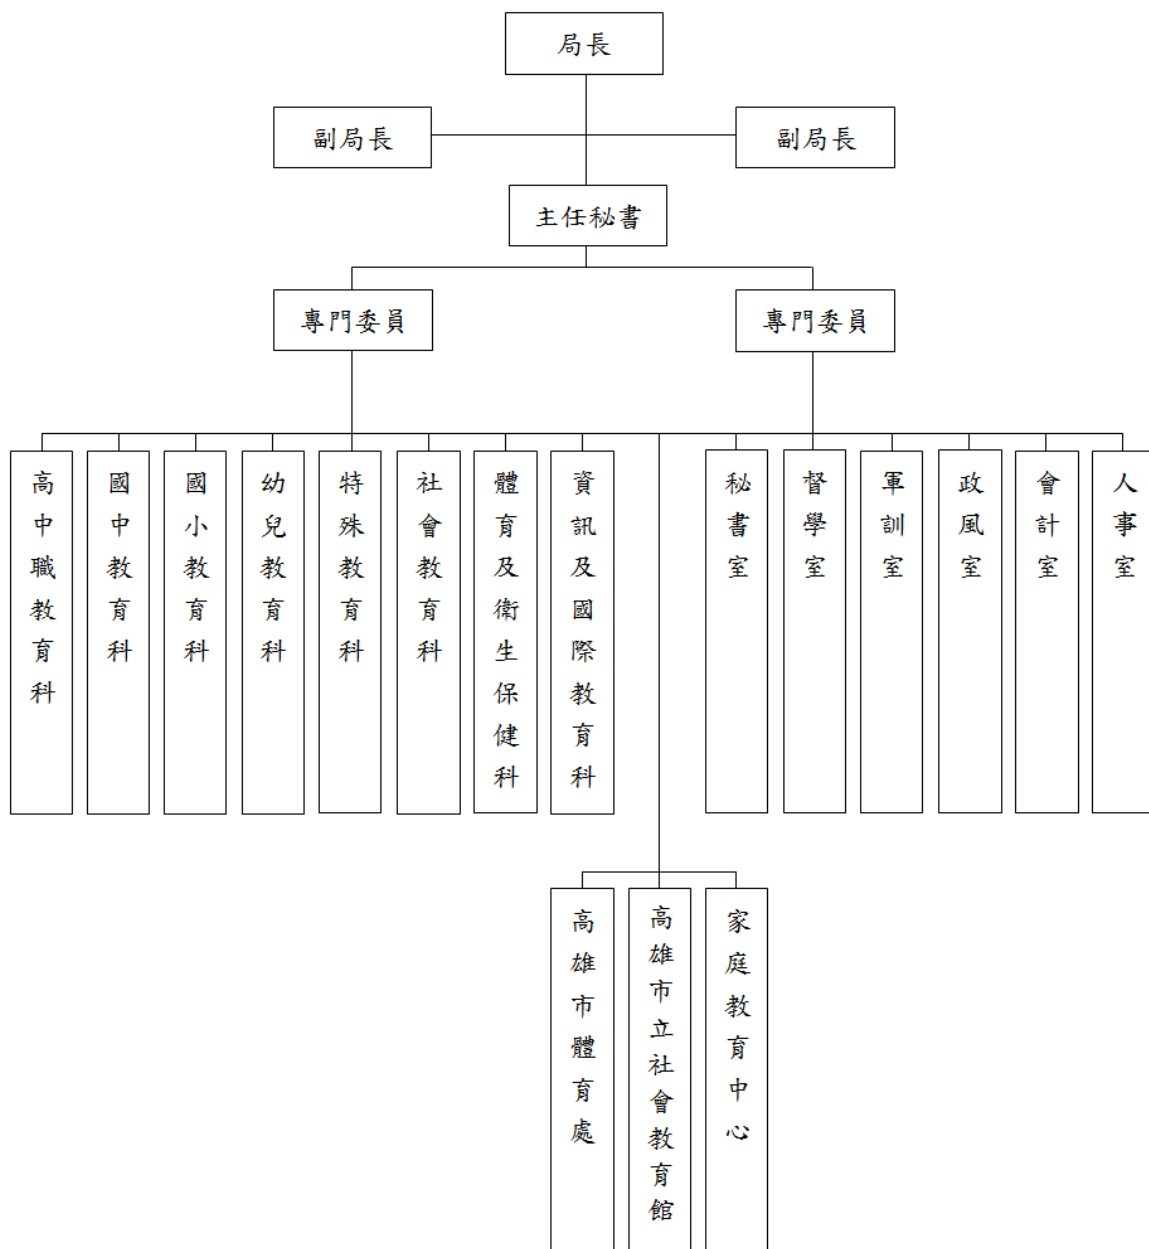 局長
副局長
副局長
主任秘書
專門委員
專門委員
高中職教育科
國中教育科
國小教育科
幼兒教育科
特殊教育科
社會教育科
體育及衛生保健科
資訊及國際教育科
秘書室
督學室
軍訓室
政風室
會計室
人事室
高雄市體育處
高雄市立社會教育館
家庭教育中心